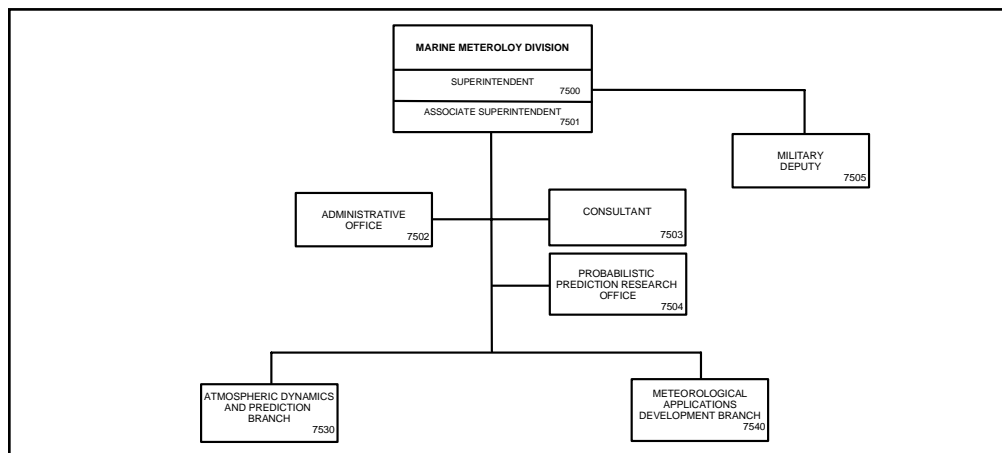 MARINE METEROLOY DIVISION
SUPERINTENDENT
7500
ASSOCIATE SUPERINTENDENT
7501
MILITARY
DEPUTY
7505
ADMINISTRATIVE
OFFICE
7502
CONSULTANT
7503
PROBABILISTIC
PREDICTION RESEARCH
OFFICE
7504
ATMOSPHERIC DYNAMICS
AND PREDICTION
BRANCH
7530
METEOROLOGICAL
APPLICATIONS
DEVELOPMENT BRANCH
7540